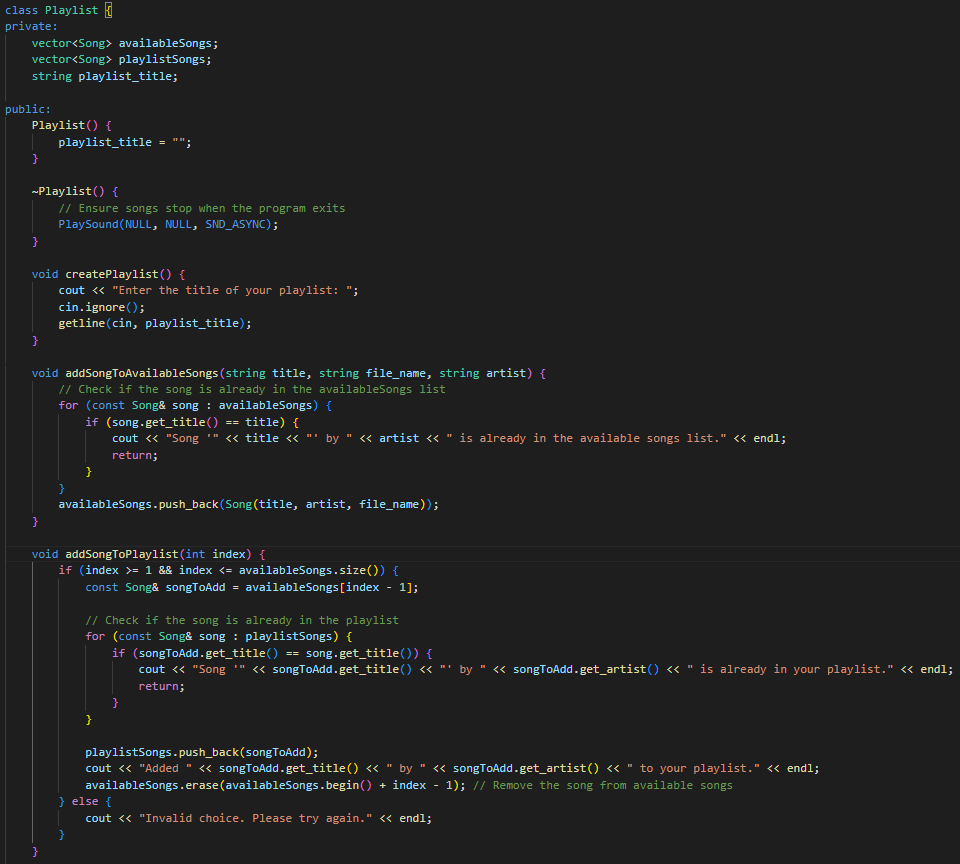 class Playlist {
private:
    vector<Song> availableSongs;
    vector<Song> playlistSongs;
    string playlist_title;

public:
    Playlist() {
        playlist_title = "";
    }

    ~Playlist() {
        // Ensure songs stop when the program exits
        PlaySound(NULL, NULL, SND_ASYNC);
    }

    void createPlaylist() {
        cout << "Enter the title of your playlist: ";
        cin.ignore();
        getline(cin, playlist_title);
    }

    void addSongToAvailableSongs(string title, string file_name, string artist) {
        // Check if the song is already in the availableSongs list
        for (const Song& song : availableSongs) {
            if (song.get_title() == title) {
                cout << "Song '" << title << "' by " << artist << " is already in the available songs list." << endl;
                return;
            }
        }
        availableSongs.push_back(Song(title, artist, file_name));
    }

    void addSongToPlaylist(int index) {
        if (index >= 1 && index <= availableSongs.size()) {
            const Song& songToAdd = availableSongs[index - 1];

            // Check if the song is already in the playlist
            for (const Song& song : playlistSongs) {
                if (songToAdd.get_title() == song.get_title()) {
                    cout << "Song '" << songToAdd.get_title() << "' by " << songToAdd.get_artist() << " is already in your playlist." << endl;
                    return;
                }
            }

            playlistSongs.push_back(songToAdd);
            cout << "Added " << songToAdd.get_title() << " by " << songToAdd.get_artist() << " to your playlist." << endl;
            availableSongs.erase(availableSongs.begin() + index - 1); // Remove the song from available songs
        } else {
            cout << "Invalid choice. Please try again." << endl;
        }
    }